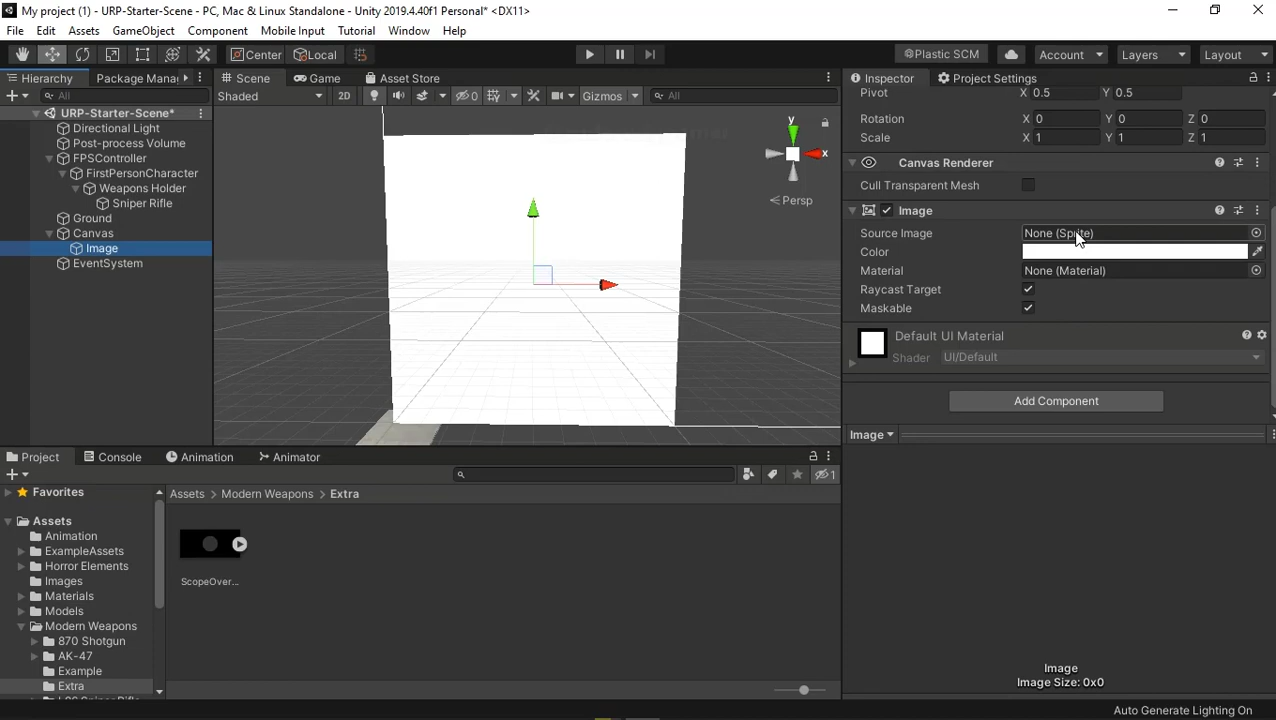 My project (1) - URP-Starter-Scene - PC, Mac & Linux Standalone - Unity 2019.4.40f1 Personal* <DX11>
File Edit Assets GameObject Component Mobile Input Tutorial Window Help
Center Local Plastic SCM Account Layers Layout
Hierarchy Package Mana Scene Game Asset Store Inspector Project Settings
All Shaded 2D 0 Gizmos All Pivot X 0.5 Y 0.5
URP-Starter-Scene*
Directional Light
Post-process Volume
FPSController
FirstPersonCharacter
Weapons Holder
Sniper Rifle
Ground
Canvas
Image
EventSystem
y
x
Persp
Rotation X 0 Y 0 Z 0
Scale X 1 Y 1 Z 1
Canvas Renderer
Cull Transparent Mesh
Image
Source Image None (Sprite)
Color
Material None (Material)
Raycast Target
Maskable
Default UI Material
Shader UI/Default
Add Component
Image
Project Console Animation Animator
1
Favorites
Assets
Animation
ExampleAssets
Horror Elements
Images
Materials
Models
Modern Weapons
870 Shotgun
AK-47
Example
Extra
Assets > Modern Weapons > Extra
ScopeOver...
Image
Image Size: 0x0
Auto Generate Lighting On